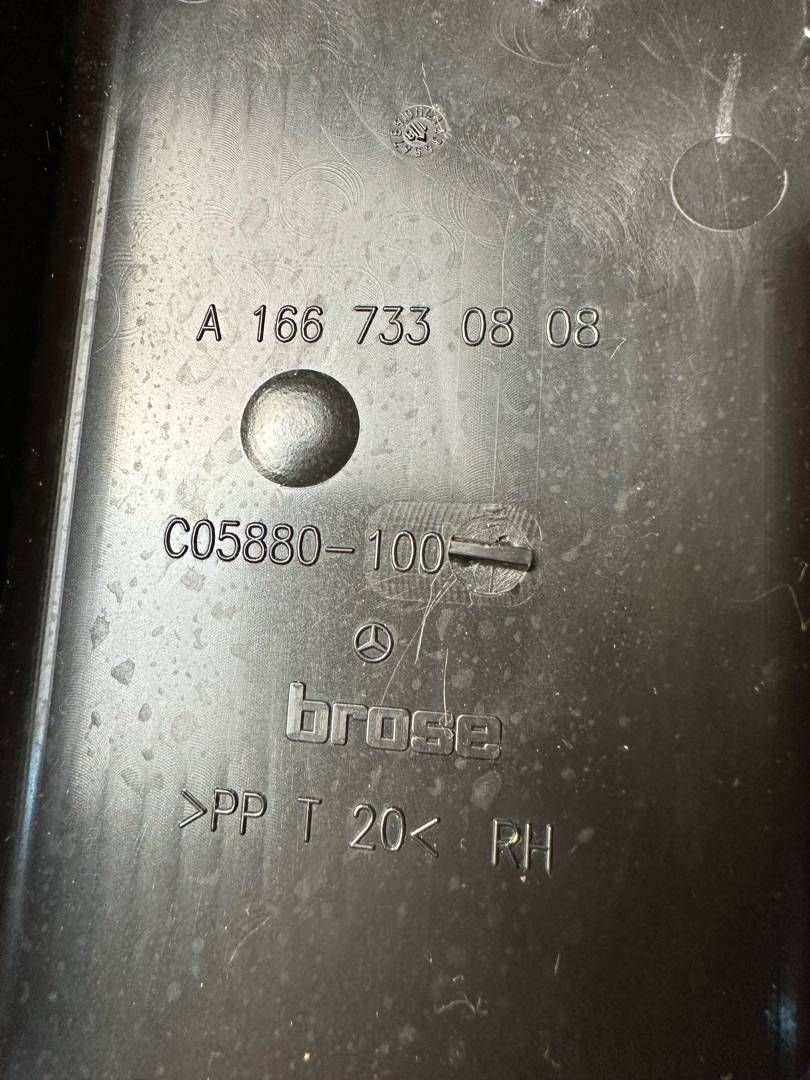 A 166 733 08 08
C05880-100
brose
>PP T 20< RH